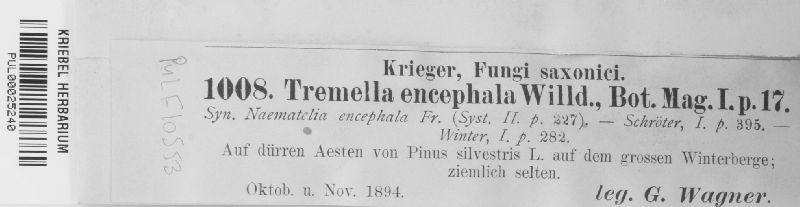 KRIEBEL HERBARIUM
PUL00025240
PULF10553
Krieger, Fungi saxonici.
1008. Tremella encephala Willd., Bot. Mag. I. p. 17.
Syn. Naematelia encephala Fr. (Syst. II. p. 227). — Schröter, I. p. 395. —
Winter, I. p. 282.
Auf dürren Aesten von Pinus silvestris L. auf dem grossen Winterberge;
ziemlich selten.
Oktob. u. Nov. 1894.
leg. G. Wagner.